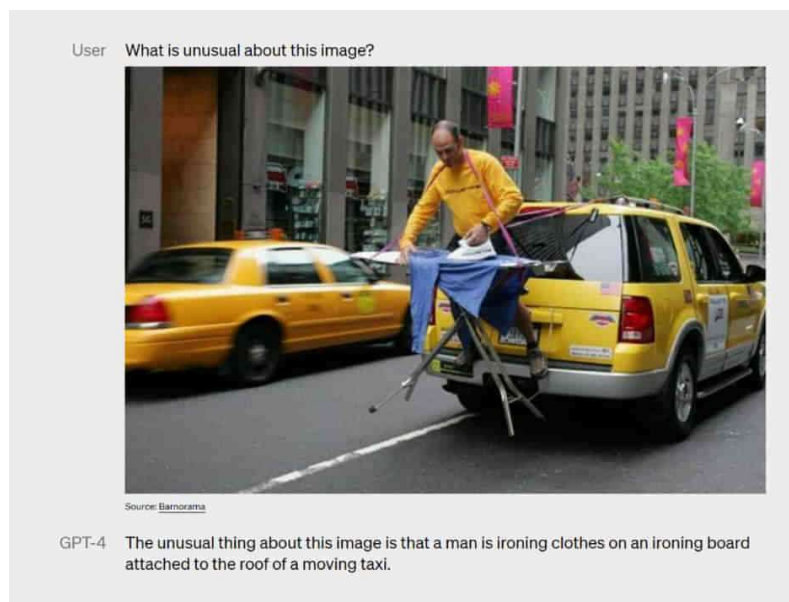 User What is unusual about this image?
Source: Barnorama
GPT-4 The unusual thing about this image is that a man is ironing clothes on an ironing board
attached to the roof of a moving taxi.